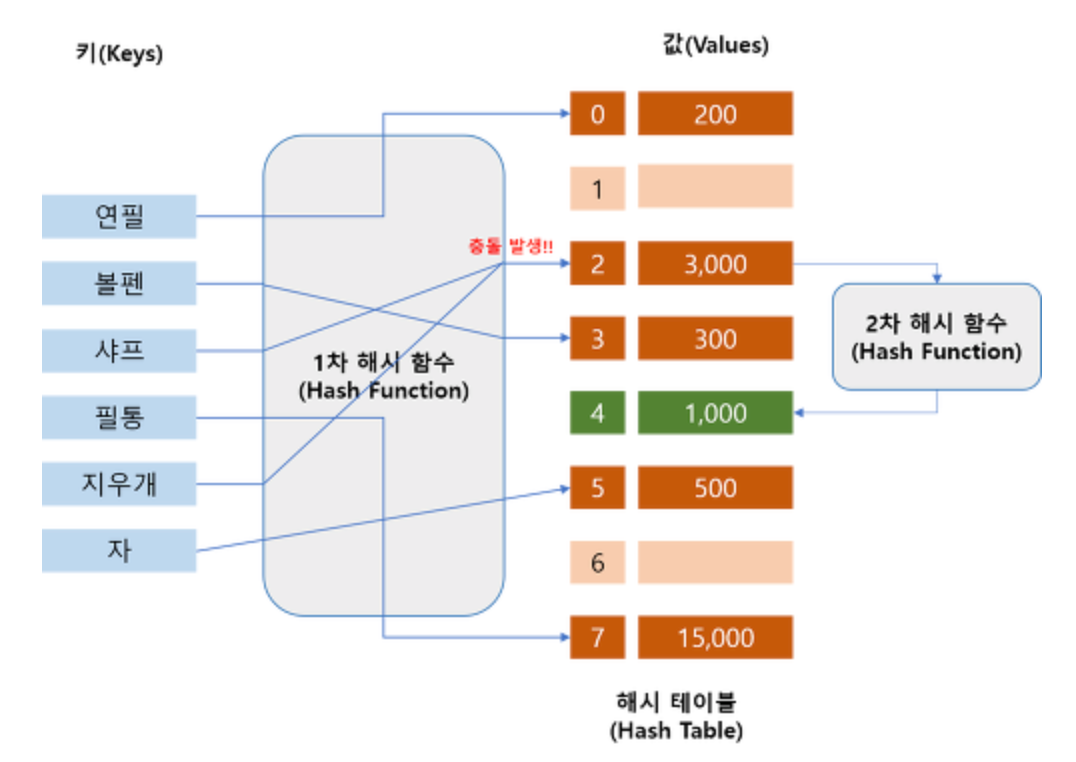 키(Keys)
값(Values)
연필
볼펜
샤프
필통
지우개
자
1차 해시 함수
(Hash Function)
충돌 발생!!
0 200
1
2 3,000
3 300
4 1,000
5 500
6
7 15,000
2차 해시 함수
(Hash Function)
해시 테이블
(Hash Table)